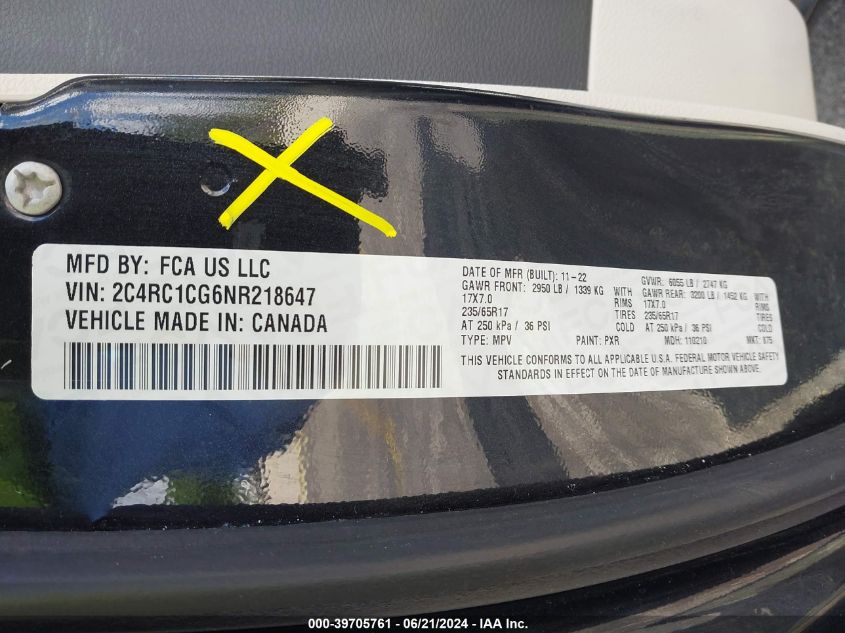 MFD BY: FCA US LLC
VIN: 2C4RC1CG6NR218647
VEHICLE MADE IN: CANADA
DATE OF MFR (BUILT): 11-22 GVWR: 6055 LB / 2747 KG
GAWR FRONT: 2950 LB / 1339 KG WITH GAWR REAR: 3200 LB / 1452 KG WITH
17X7.0 RIMS 17X7.0 RIMS
235/65R17 TIRES 235/65R17 TIRES
AT 250 kPa / 36 PSI COLD AT 250 kPa / 36 PSI COLD
TYPE: MPV PAINT: PXR MDH: 110210 MKT: 875
THIS VEHICLE CONFORMS TO ALL APPLICABLE U.S.A. FEDERAL MOTOR VEHICLE SAFETY
STANDARDS IN EFFECT ON THE DATE OF MANUFACTURE SHOWN ABOVE.
000-39705761 / 06/21/2024 - IAA Inc.